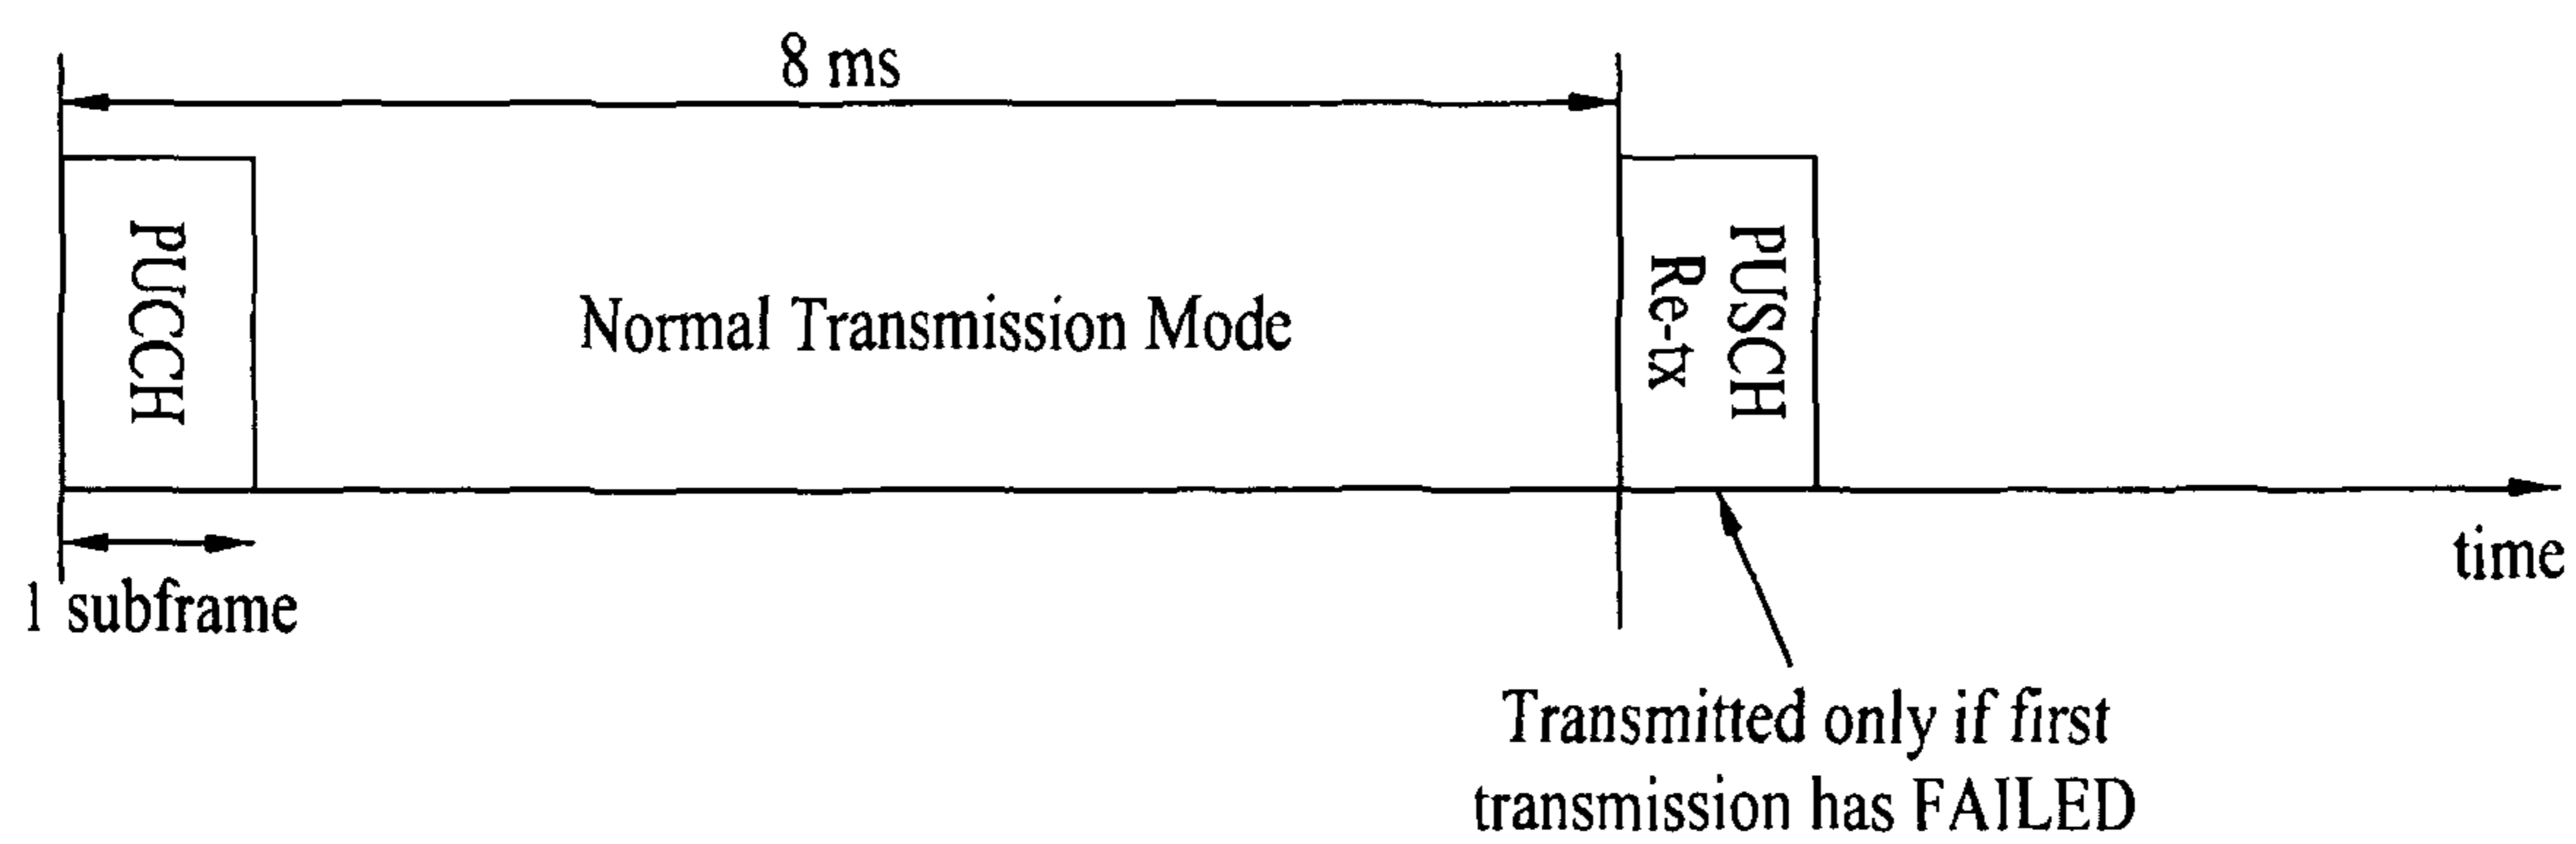 8 ms
PUCCH
Normal Transmission Mode
PUSCH
Re-tx
time
1 subframe
Transmitted only if first
transmission has FAILED